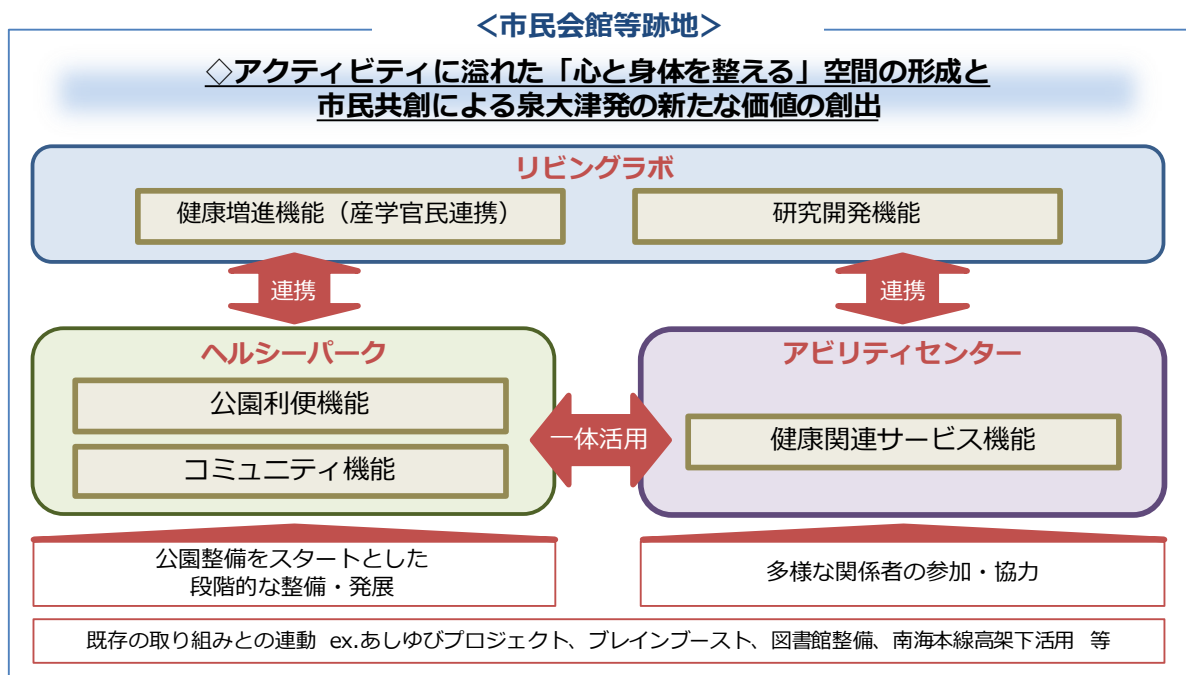 ＜市民会館等跡地＞
◇アクティビティに溢れた「心と身体を整える」空間の形成と
市民共創による泉大津発の新たな価値の創出
リビングラボ
健康増進機能（産学官民連携）
研究開発機能
連携
連携
ヘルシーパーク
公園利便機能
コミュニティ機能
一体活用
アビリティセンター
健康関連サービス機能
公園整備をスタートとした
段階的な整備・発展
多様な関係者の参加・協力
既存の取り組みとの連動 ex.あしゆびプロジェクト、ブレインブースト、図書館整備、南海本線高架下活用 等